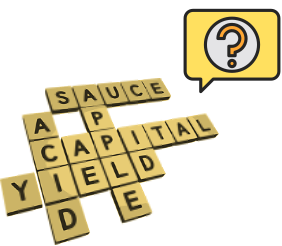 ?
SAUCE
APPLE
ACID
CAPITAL
YIELD